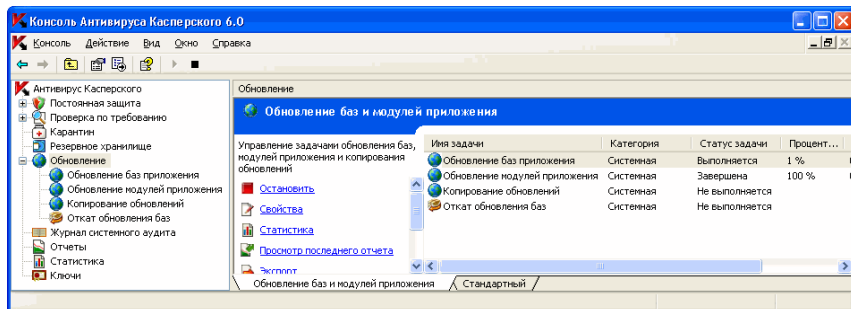 Консоль Антивируса Касперского 6.0
Консоль Действие Вид Окно Справка
Антивирус Касперского
Постоянная защита
Проверка по требованию
Карантин
Резервное хранилище
Обновление
Обновление баз приложения
Обновление модулей приложения
Копирование обновлений
Откат обновления баз
Журнал системного аудита
Отчеты
Статистика
Ключи
Обновление
Обновление баз и модулей приложения
Управление задачами обновления баз,
модулей приложения и копирования
обновлений
Остановить
Свойства
Статистика
Просмотр последнего отчета
Экспорт
Имя задачи Категория Статус задачи Процент...
Обновление баз приложения Системная Выполняется 1 %
Обновление модулей приложения Системная Завершена 100 %
Копирование обновлений Системная Не выполняется
Откат обновления баз Системная Не выполняется
Обновление баз и модулей приложения Стандартный